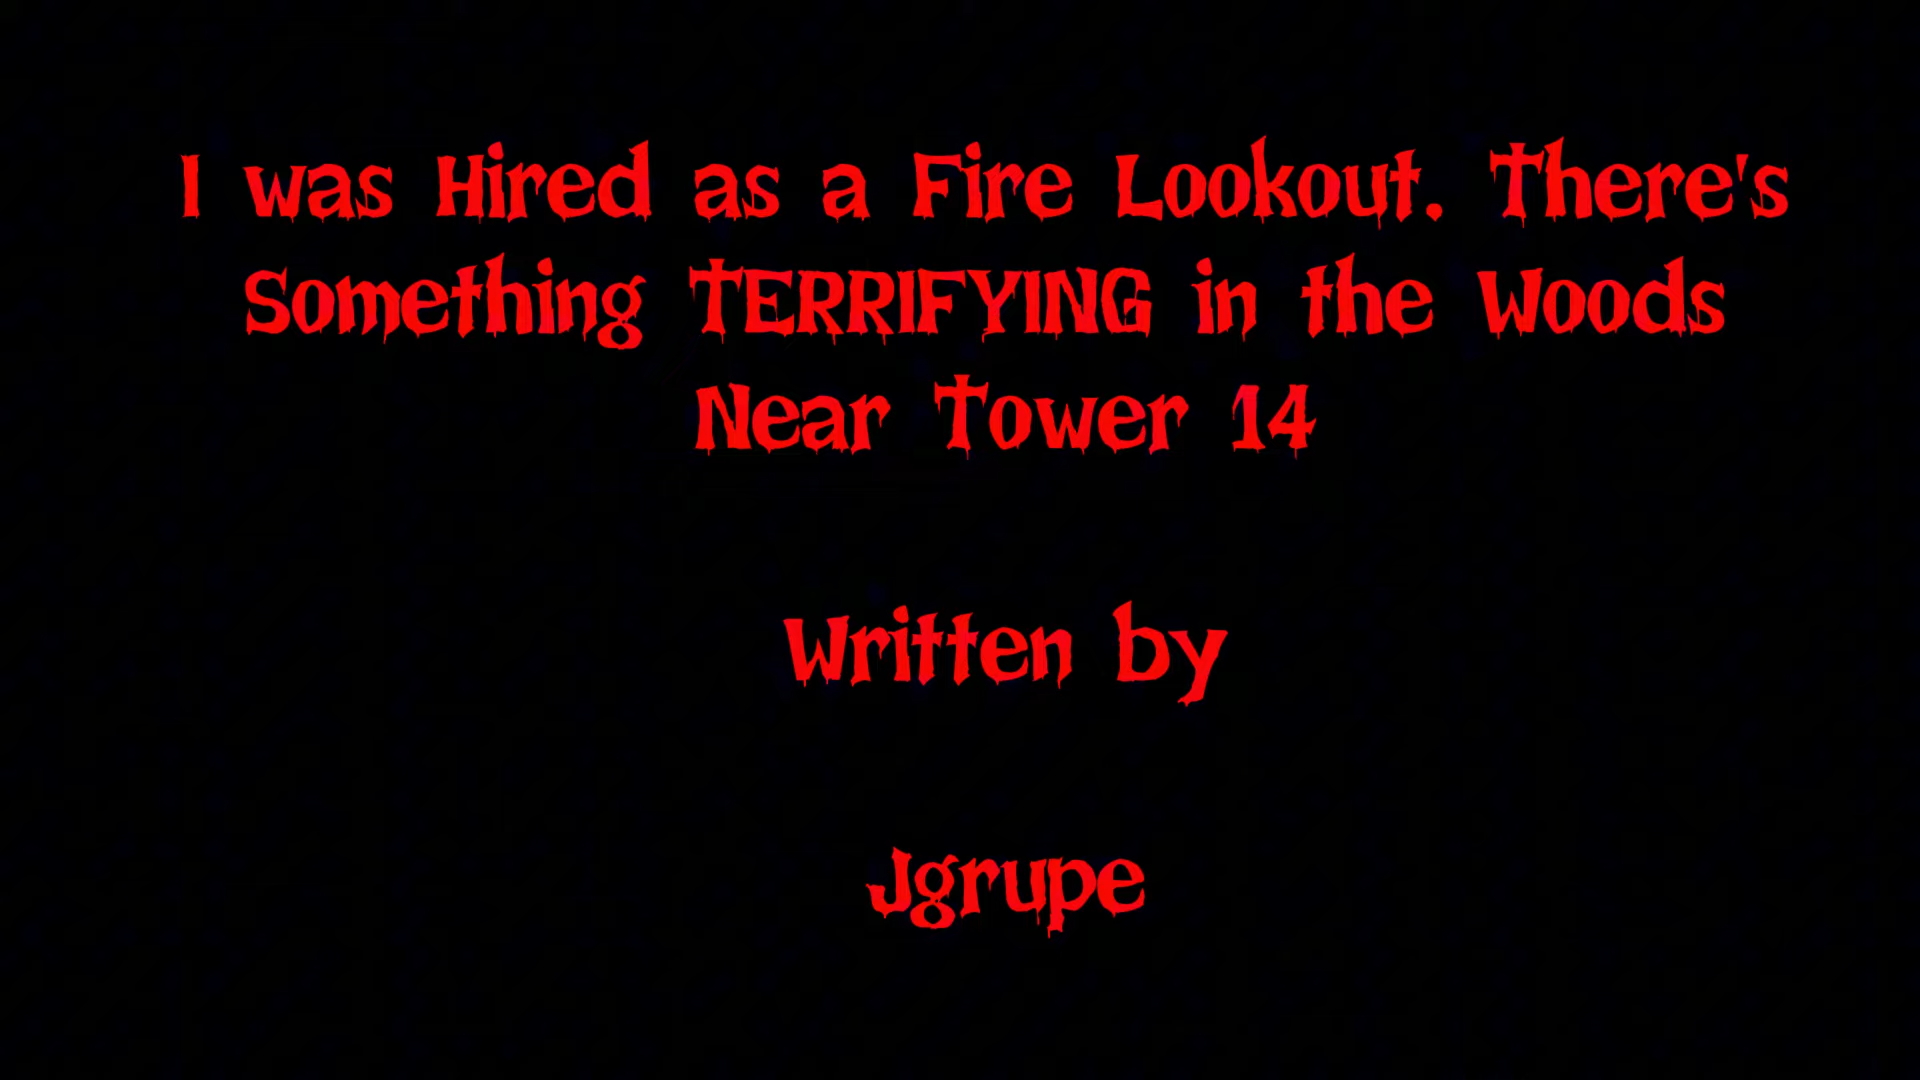 I was Hired as a Fire Lookout. There's
Something TERRIFYING in the Woods
Near Tower 14
Written by
Jgrupe